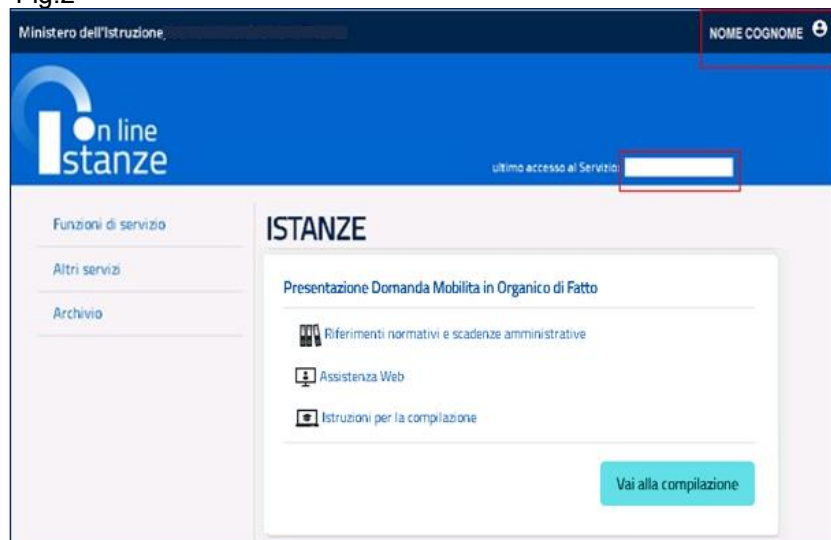 Fig.2
Ministero dell'Istruzione,
NOME COGNOME
On line
Istanze
ultimo accesso al Servizio:
Funzioni di servizio
Altri servizi
Archivio
ISTANZE
Presentazione Domanda Mobilita in Organico di Fatto
Riferimenti normativi e scadenze amministrative
Assistenza Web
Istruzioni per la compilazione
Vai alla compilazione